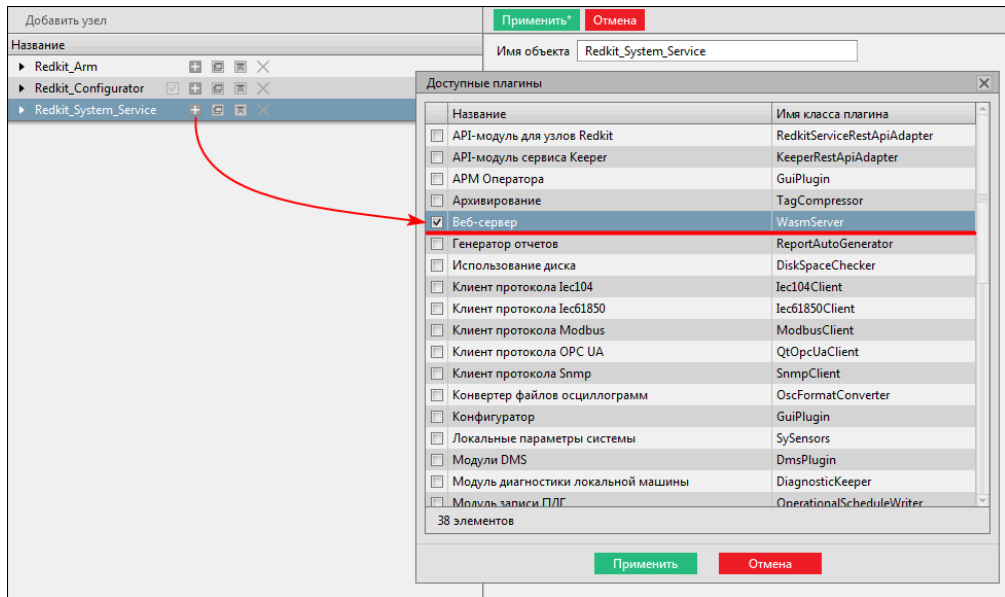 Добавить узел
Применить* Отмена
Название
Имя объекта Redkit_System_Service
Redkit_Arm
Redkit_Configurator
Redkit_System_Service
Доступные плагины
Название Имя класса плагина
API-модуль для узлов Redkit RedkitServiceRestApiAdapter
API-модуль сервиса Keeper KeeperRestApiAdapter
АРМ Оператора GuiPlugin
Архивирование TagCompressor
Веб-сервер WasmServer
Генератор отчетов ReportAutoGenerator
Использование диска DiskSpaceChecker
Клиент протокола Iec104 Iec104Client
Клиент протокола Iec61850 Iec61850Client
Клиент протокола Modbus ModbusClient
Клиент протокола OPC UA QtOpcUaClient
Клиент протокола Snmp SnmpClient
Конвертер файлов осциллограмм OscFormatConverter
Конфигуратор GuiPlugin
Локальные параметры системы SySensors
Модули DMS DmsPlugin
Модуль диагностики локальной машины DiagnosticKeeper
Модуль записи ПДГ OperationalScheduleWriter
38 элементов
Применить Отмена